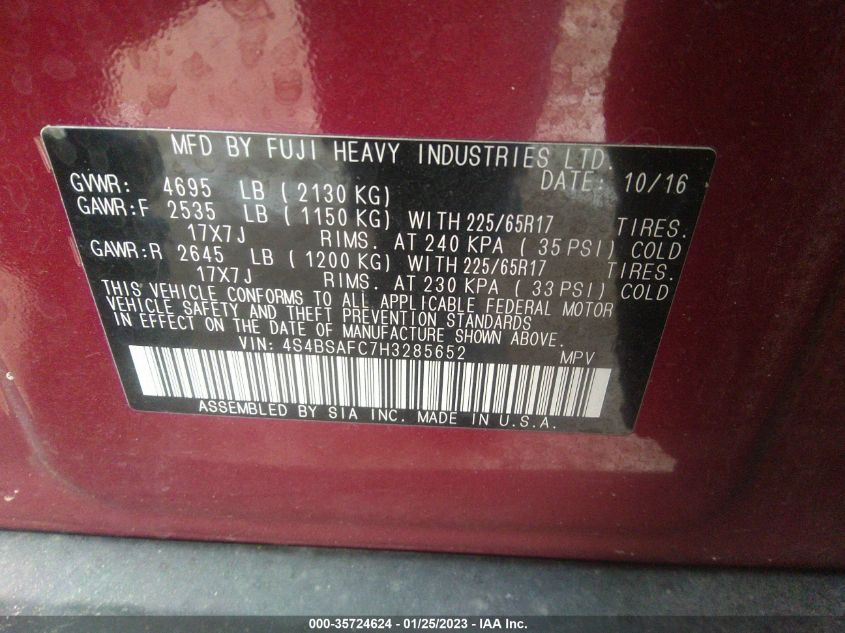 MFD BY FUJI HEAVY INDUSTRIES LTD.
DATE: 10/16
GVWR: 4695 LB ( 2130 KG)
GAWR:F 2535 LB ( 1150 KG) WITH 225/65R17 TIRES.
17X7J RIMS. AT 240 KPA ( 35 PSI) COLD
GAWR:R 2645 LB ( 1200 KG) WITH 225/65R17 TIRES.
17X7J RIMS. AT 230 KPA ( 33 PSI) COLD
THIS VEHICLE CONFORMS TO ALL APPLICABLE FEDERAL MOTOR
VEHICLE SAFETY AND THEFT PREVENTION STANDARDS
IN EFFECT ON THE DATE OF MANUFACTURE SHOWN ABOVE.
VIN: 4S4BSAFC7H3285652 MPV
ASSEMBLED BY SIA INC. MADE IN U.S.A.
000-35724624 / 01/25/2023 - IAA Inc.